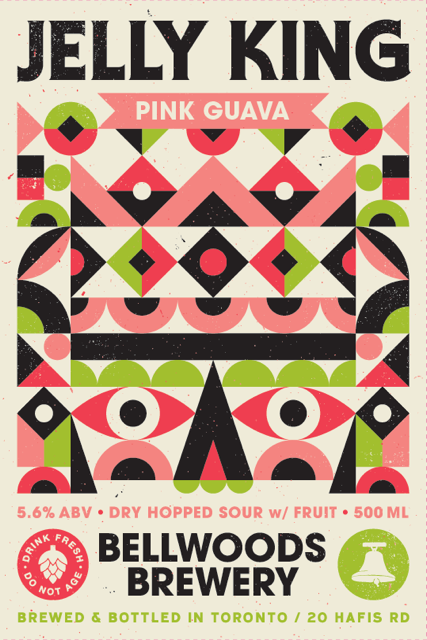 JELLY KING
PINK GUAVA
5.6% ABV • DRY HOPPED SOUR w/ FRUIT • 500 ML
• DRINK FRESH •
DO NOT AGE
BELLWOODS
BREWERY
BREWED & BOTTLED IN TORONTO / 20 HAFIS RD